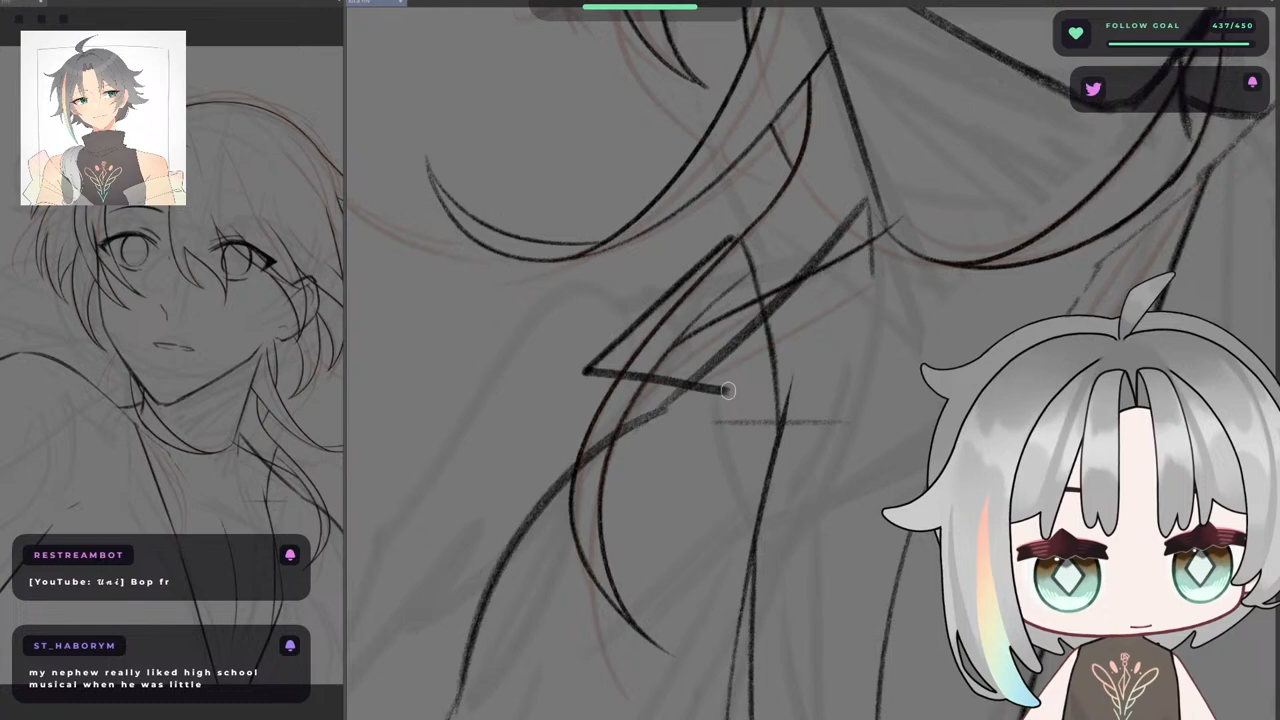 FOLLOW GOAL 437/450
RESTREAMBOT
[YouTube: 𝖀𝖓𝖎] Bop fr
ST_HABORYM
my nephew really liked high school
musical when he was little